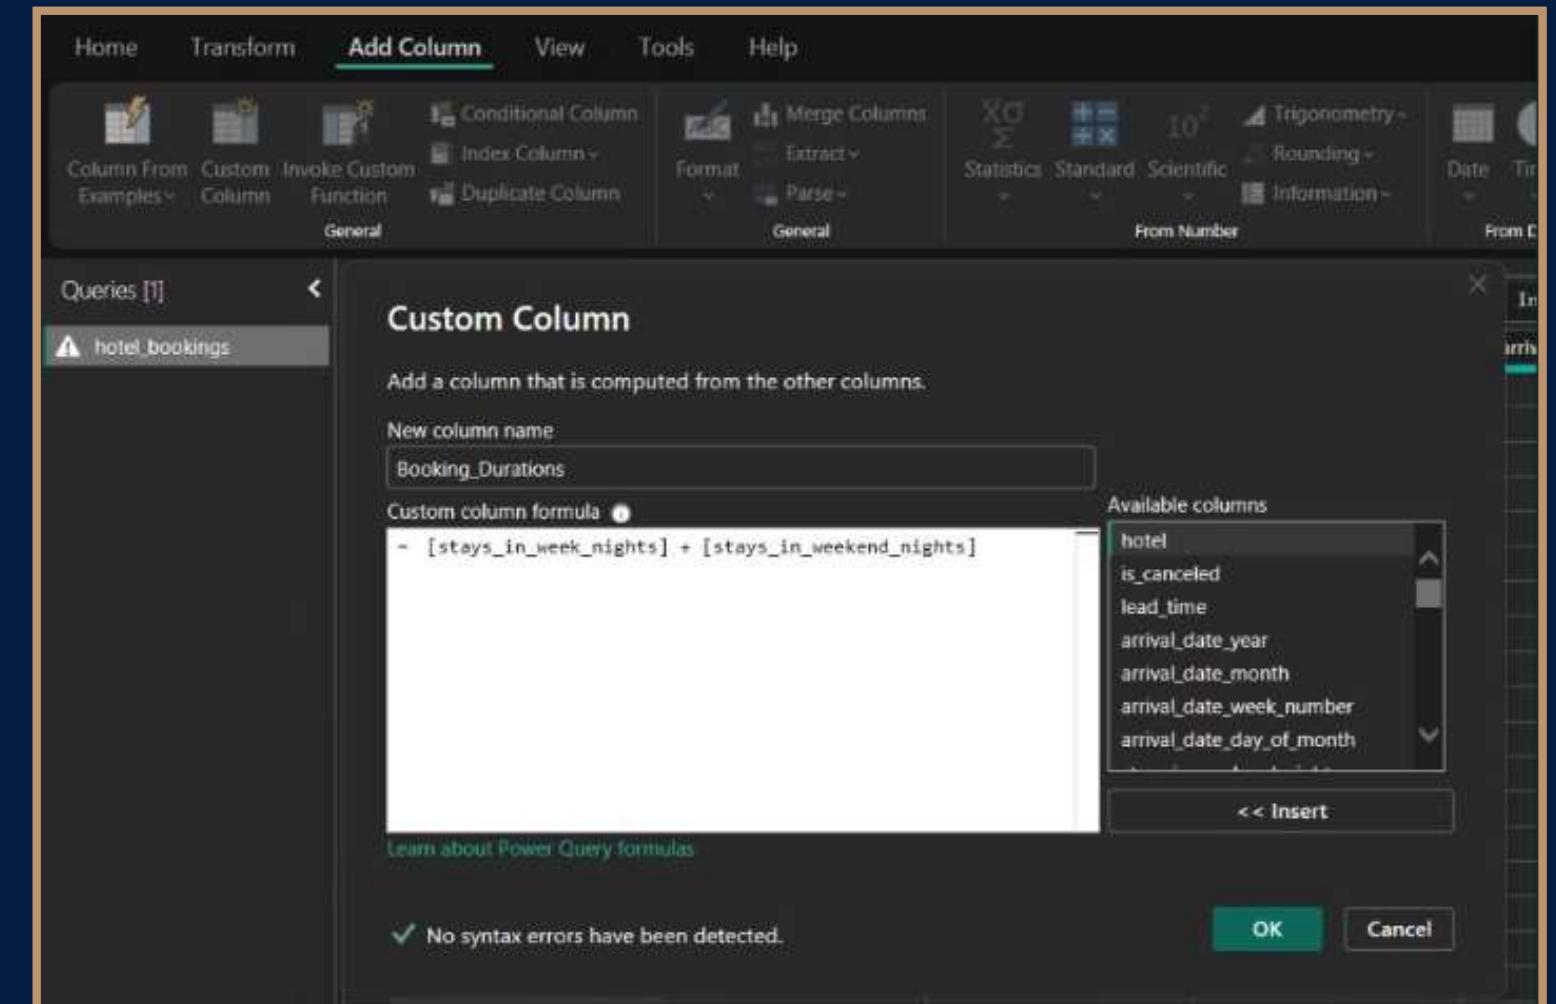 Home Transform Add Column View Tools Help
Column From Examples
Custom Column
Invoke Custom Function
Conditional Column
Index Column
Duplicate Column
General
Format
Merge Columns
Extract
Parse
General
Xσ
Σ
Statistics
Standard
10²
Scientific
Trigonometry
Rounding
Information
From Number
Date
From
Queries [1]
hotel_bookings
Custom Column
Add a column that is computed from the other columns.
New column name
Booking_Durations
Custom column formula
= [stays_in_week_nights] + [stays_in_weekend_nights]
Available columns
hotel
is_canceled
lead_time
arrival_date_year
arrival_date_month
arrival_date_week_number
arrival_date_day_of_month
<< Insert
Learn about Power Query formulas
No syntax errors have been detected.
OK Cancel